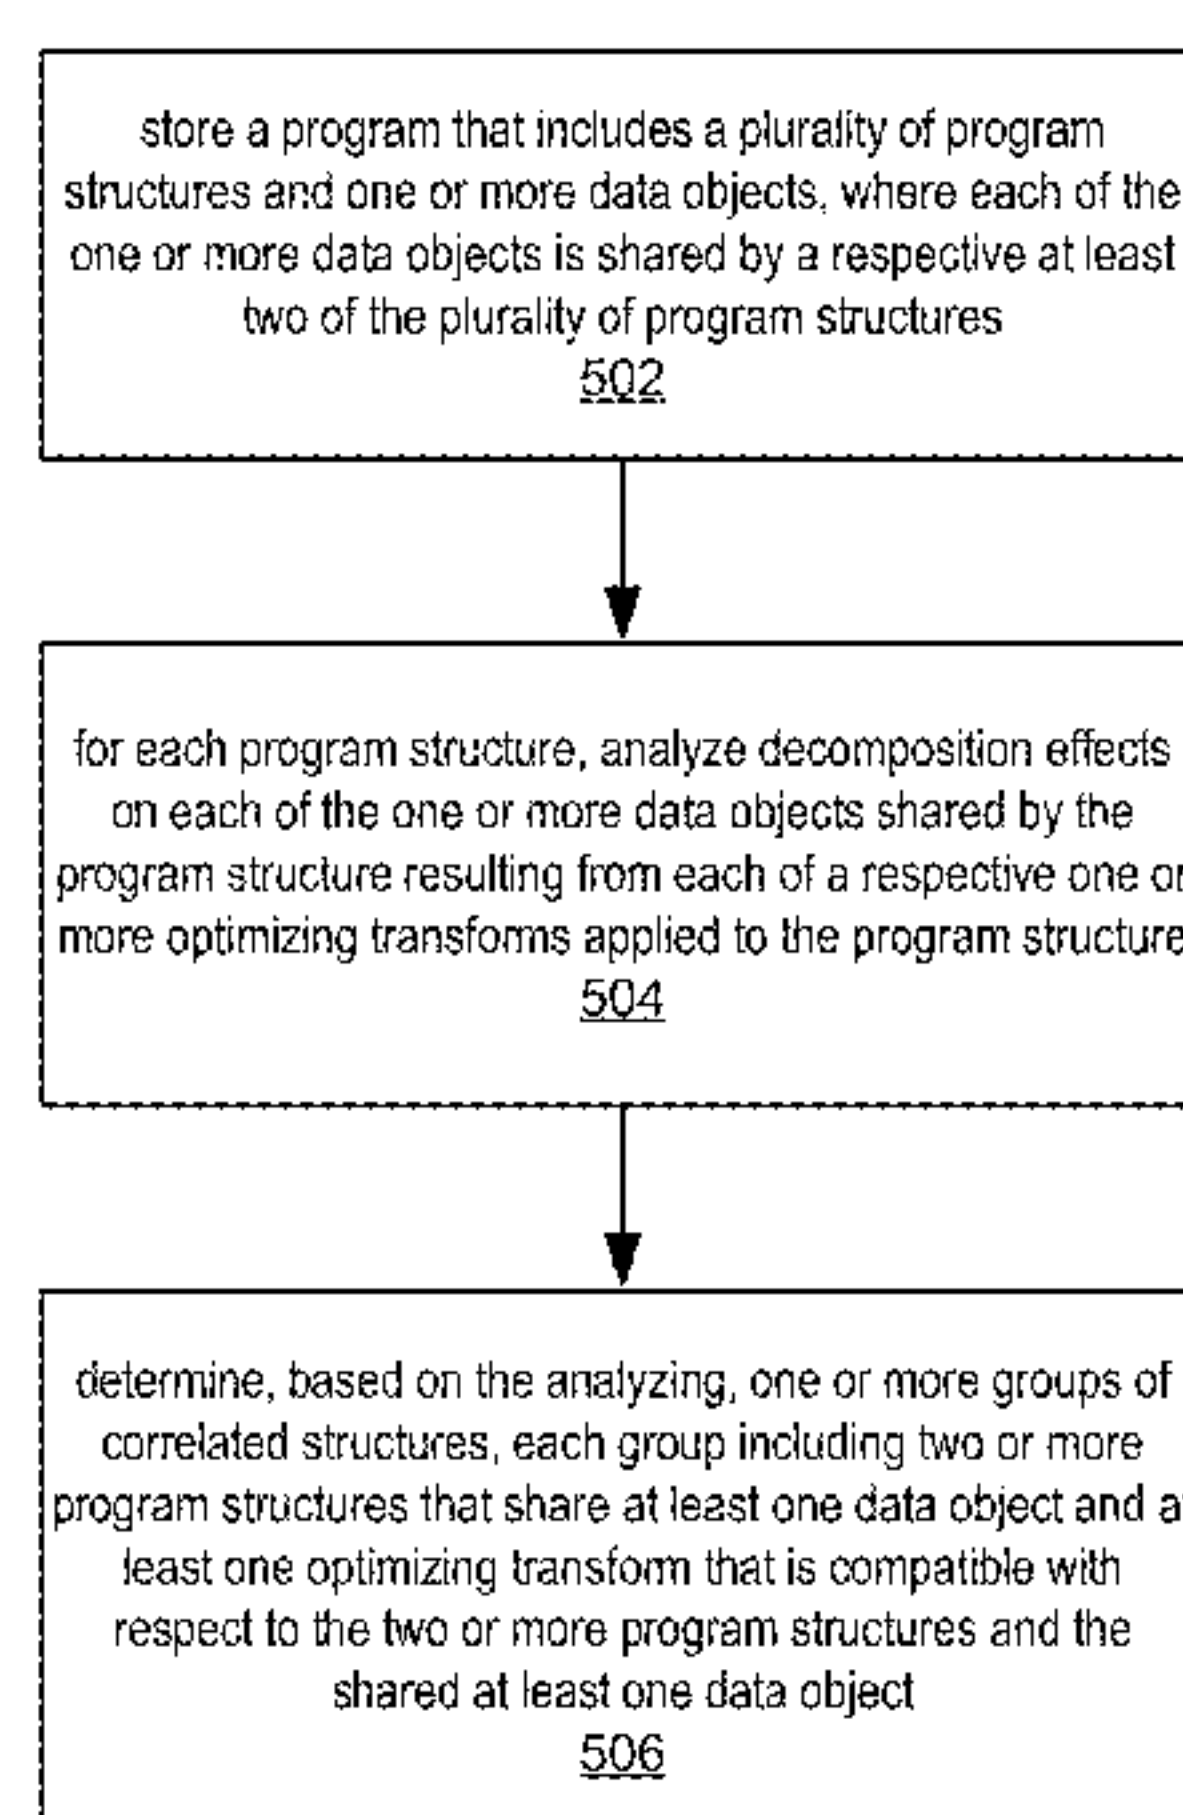 store a program that includes a plurality of program
structures and one or more data objects, where each of the
one or more data objects is shared by a respective at least
two of the plurality of program structures
502
for each program structure, analyze decomposition effects
on each of the one or more data objects shared by the
program structure resulting from each of a respective one or
more optimizing transforms applied to the program structure
504
determine, based on the analyzing, one or more groups of
correlated structures, each group including two or more
program structures that share at least one data object and at
least one optimizing transform that is compatible with
respect to the two or more program structures and the
shared at least one data object
506